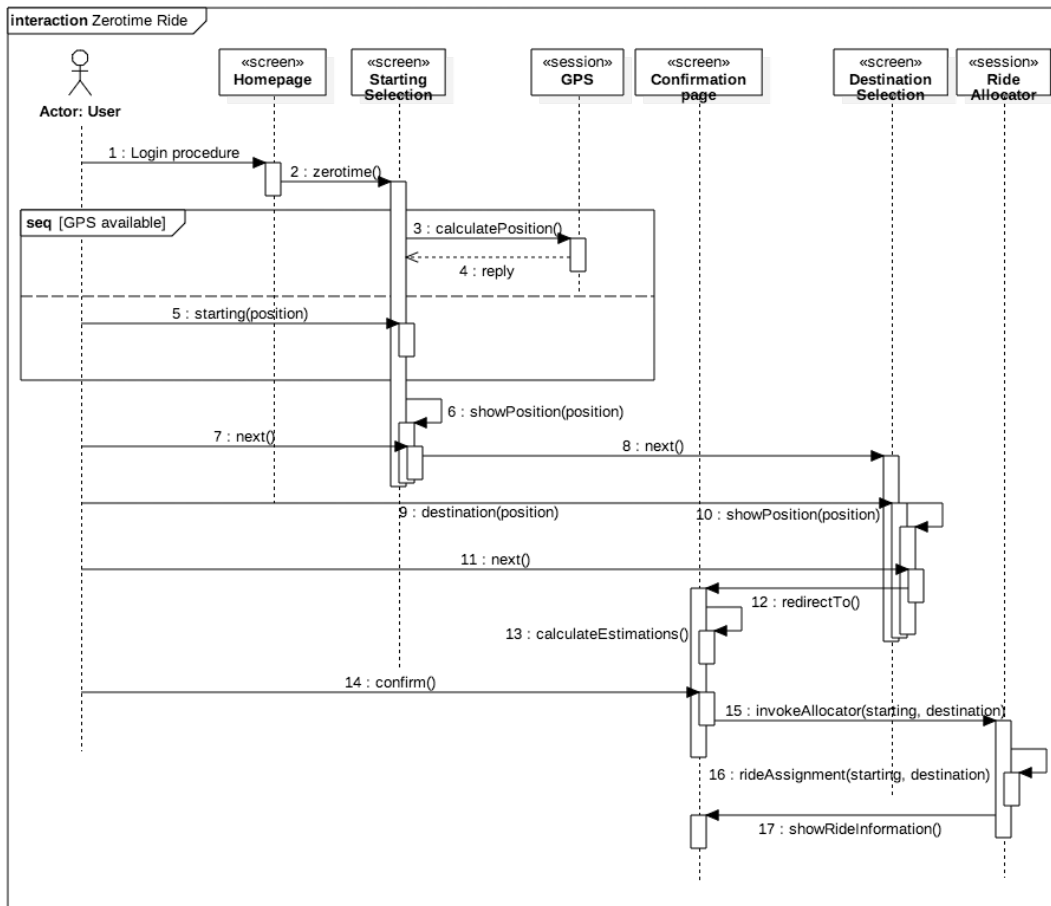 interaction Zerotime Ride
Actor: User
«screen»
Homepage
«screen»
Starting
Selection
«session»
GPS
«screen»
Confirmation
page
«screen»
Destination
Selection
«session»
Ride
Allocator
1 : Login procedure
2 : zerotime()
seq [GPS available]
3 : calculatePosition()
4 : reply
5 : starting(position)
6 : showPosition(position)
7 : next()
8 : next()
9 : destination(position)
10 : showPosition(position)
11 : next()
12 : redirectTo()
13 : calculateEstimations()
14 : confirm()
15 : invokeAllocator(starting, destination)
16 : rideAssignment(starting, destination)
17 : showRideInformation()